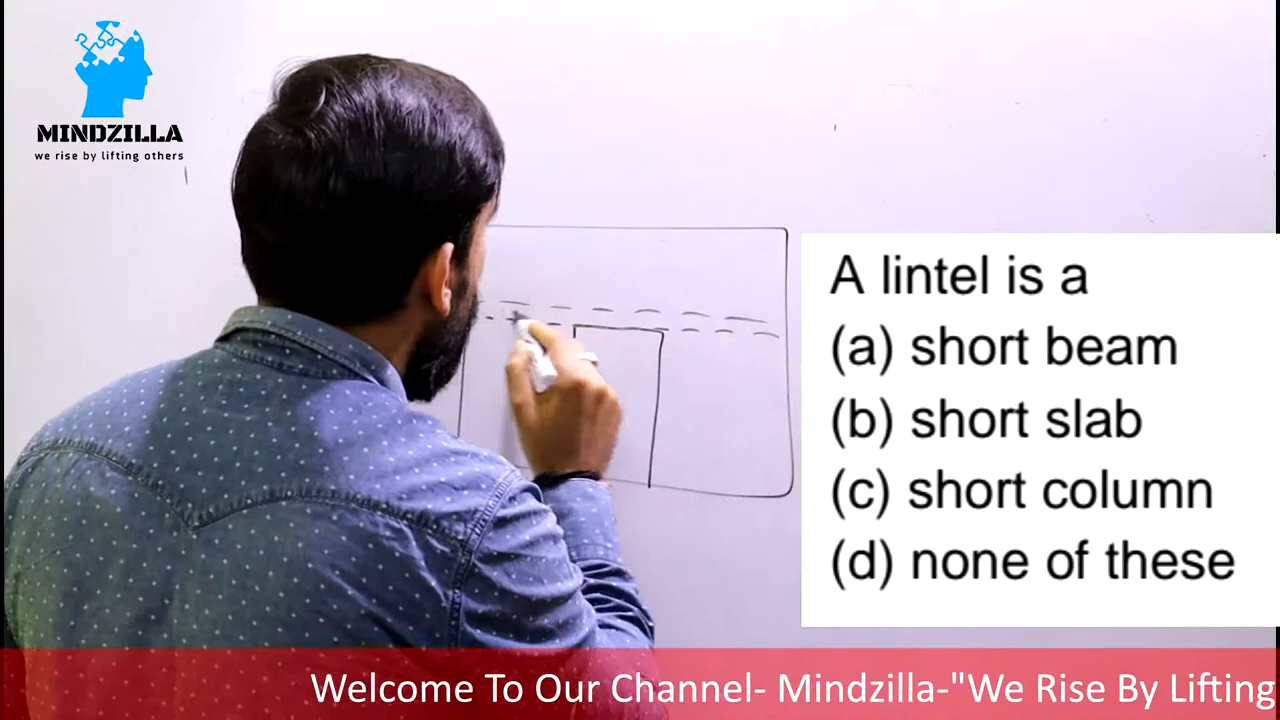 MINDZILLA
we rise by lifting others
A lintel is a
(a) short beam
(b) short slab
(c) short column
(d) none of these
Welcome To Our Channel- Mindzilla-"We Rise By Lifting